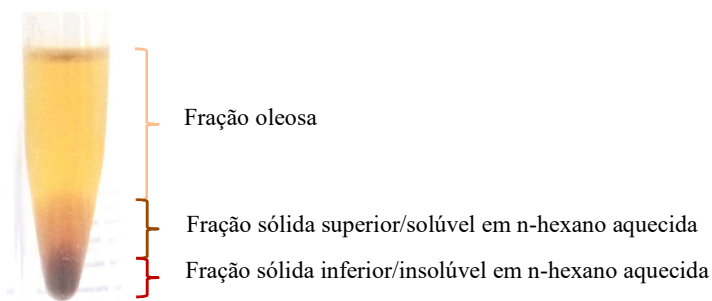 Fração oleosa
Fração sólida superior/solúvel em n-hexano aquecida
Fração sólida inferior/insolúvel em n-hexano aquecida